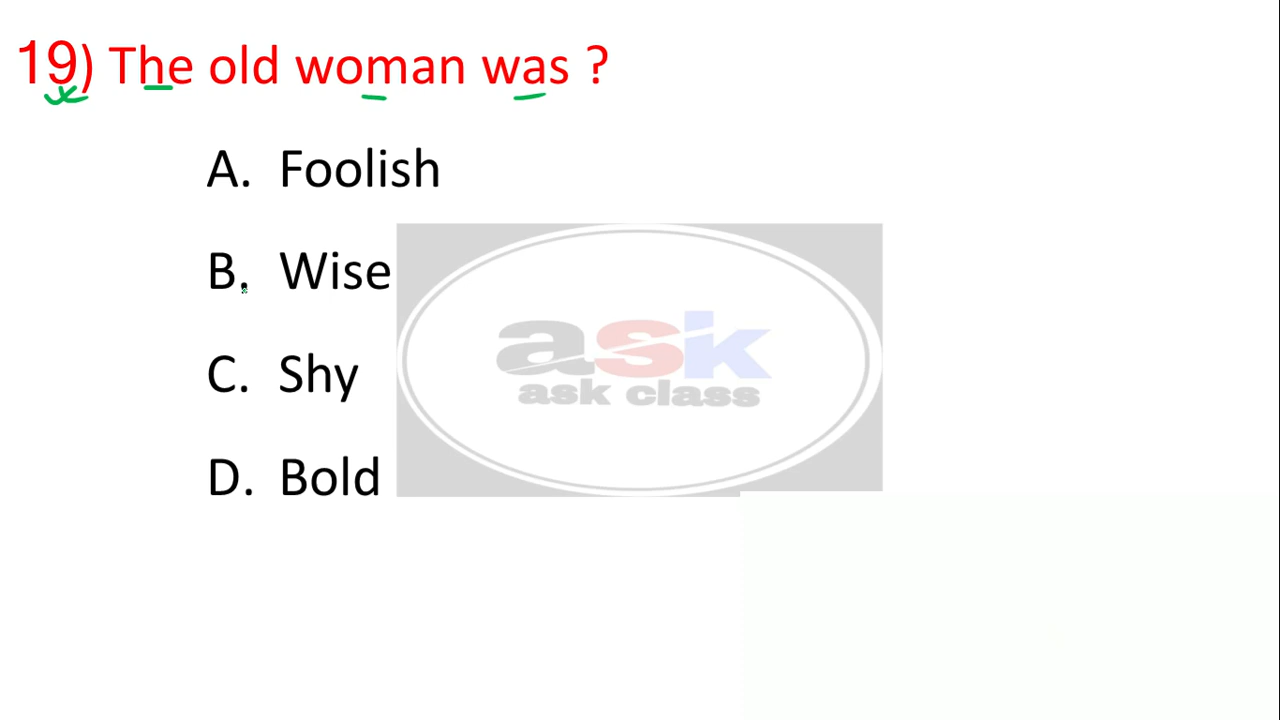 19) The old woman was ?
A. Foolish
B. Wise
C. Shy
D. Bold
ask
ask class